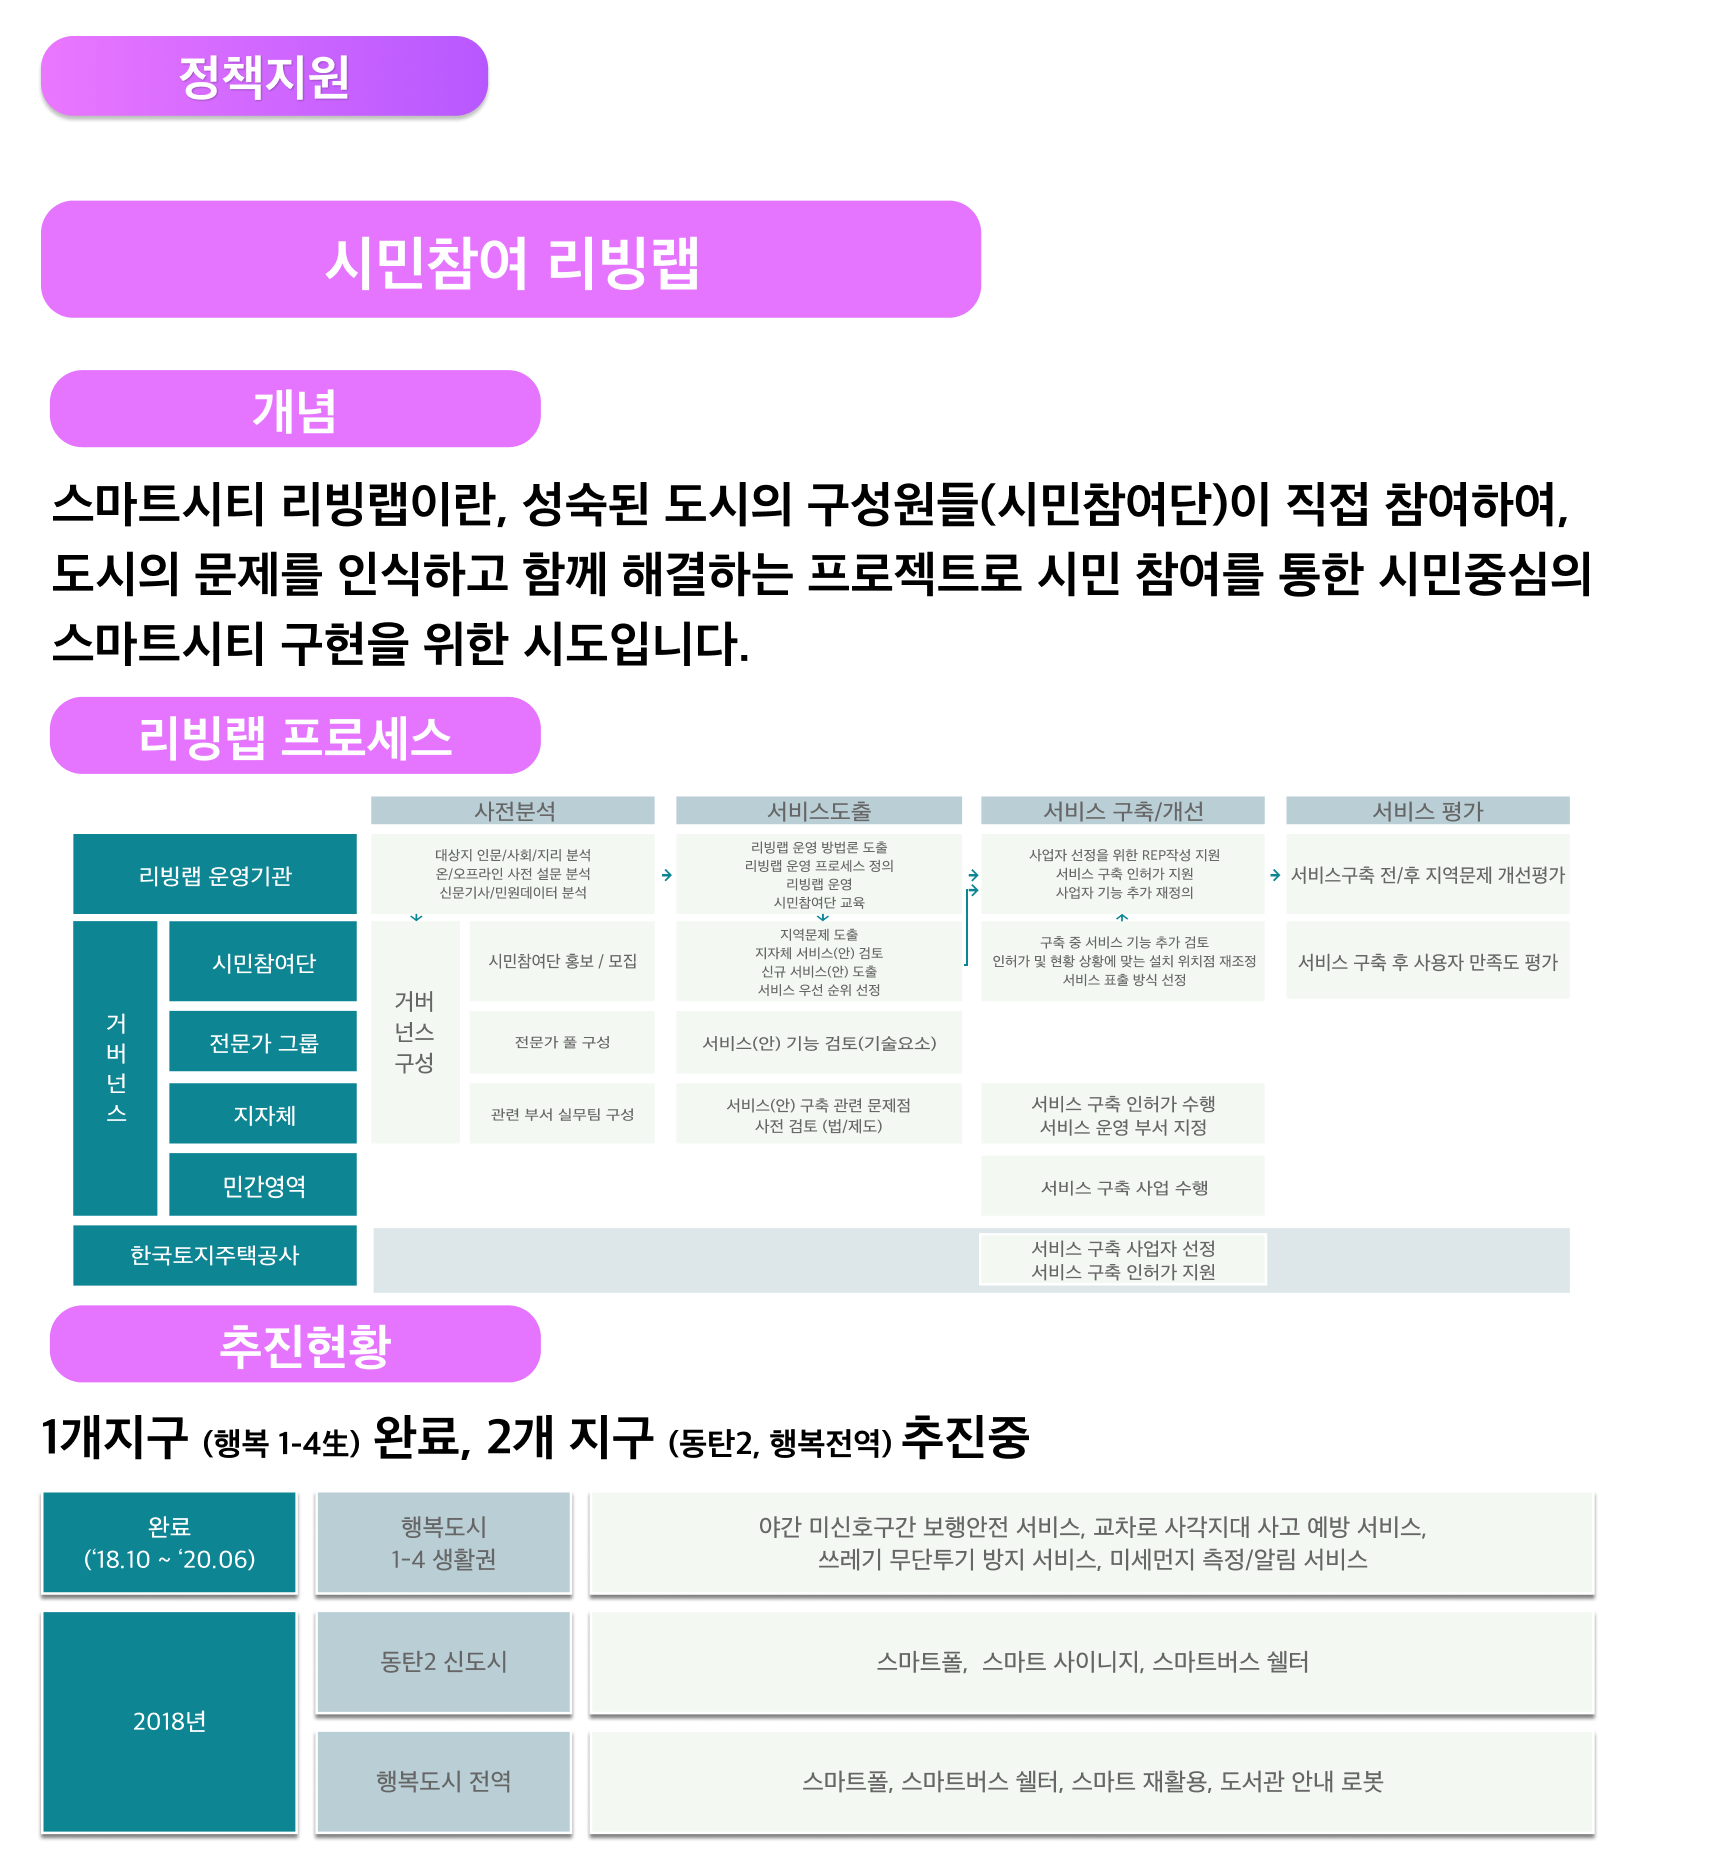 정책지원
시민참여 리빙랩
개념
스마트시티 리빙랩이란, 성숙된 도시의 구성원들(시민참여단)이 직접 참여하여,
도시의 문제를 인식하고 함께 해결하는 프로젝트로 시민 참여를 통한 시민중심의
스마트시티 구현을 위한 시도입니다.
리빙랩 프로세스
사전분석
서비스도출
서비스 구축/개선
서비스 평가
리빙랩 운영기관
대상지 인문/사회/지리 분석
온/오프라인 사전 설문 분석
신문기사/민원데이터 분석
리빙랩 운영 방법론 도출
리빙랩 운영 프로세스 정의
리빙랩 운영
시민참여단 교육
사업자 선정을 위한 REP작성 지원
서비스 구축 인허가 지원
사업자 기능 추가 재정의
서비스구축 전/후 지역문제 개선평가
거
버
넌
스
시민참여단
거버
넌스
구성
시민참여단 홍보 / 모집
지역문제 도출
지자체 서비스(안) 검토
신규 서비스(안) 도출
서비스 우선 순위 선정
구축 중 서비스 기능 추가 검토
인허가 및 현황 상황에 맞는 설치 위치점 재조정
서비스 표출 방식 선정
서비스 구축 후 사용자 만족도 평가
전문가 그룹
전문가 풀 구성
서비스(안) 기능 검토(기술요소)
지자체
관련 부서 실무팀 구성
서비스(안) 구축 관련 문제점
사전 검토 (법/제도)
서비스 구축 인허가 수행
서비스 운영 부서 지정
민간영역
서비스 구축 사업 수행
한국토지주택공사
서비스 구축 사업자 선정
서비스 구축 인허가 지원
추진현황
1개지구 (행복 1-4生) 완료, 2개 지구 (동탄2, 행복전역) 추진중
완료
(‘18.10 ~ ‘20.06)
행복도시
1-4 생활권
야간 미신호구간 보행안전 서비스, 교차로 사각지대 사고 예방 서비스,
쓰레기 무단투기 방지 서비스, 미세먼지 측정/알림 서비스
2018년
동탄2 신도시
스마트폴, 스마트 사이니지, 스마트버스 쉘터
행복도시 전역
스마트폴, 스마트버스 쉘터, 스마트 재활용, 도서관 안내 로봇